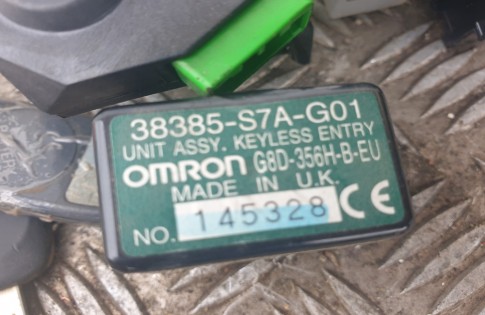 38385-S7A-G01
UNIT ASSY. KEYLESS ENTRY
OMRON G8D-356H-B-EU
MADE IN U.K.
NO. 145328 CE